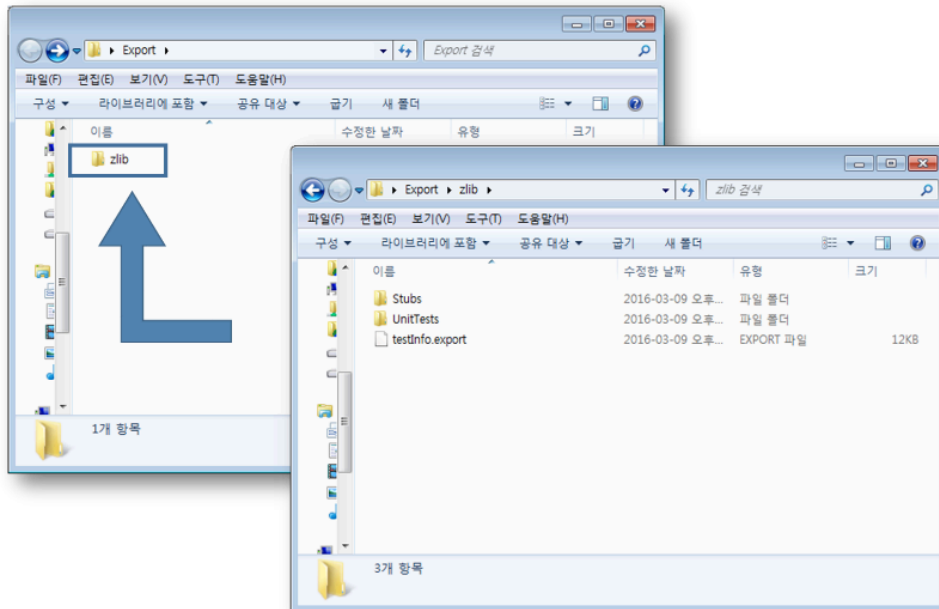 Export
Export 검색
파일(F) 편집(E) 보기(V) 도구(T) 도움말(H)
구성 라이브러리에 포함 공유 대상 굽기 새 폴더
이름 수정한 날짜 유형 크기
zlib
1개 항목
Export zlib
zlib 검색
파일(F) 편집(E) 보기(V) 도구(T) 도움말(H)
구성 라이브러리에 포함 공유 대상 굽기 새 폴더
이름 수정한 날짜 유형 크기
Stubs 2016-03-09 오후... 파일 폴더
UnitTests 2016-03-09 오후... 파일 폴더
testInfo.export 2016-03-09 오후... EXPORT 파일 12KB
3개 항목